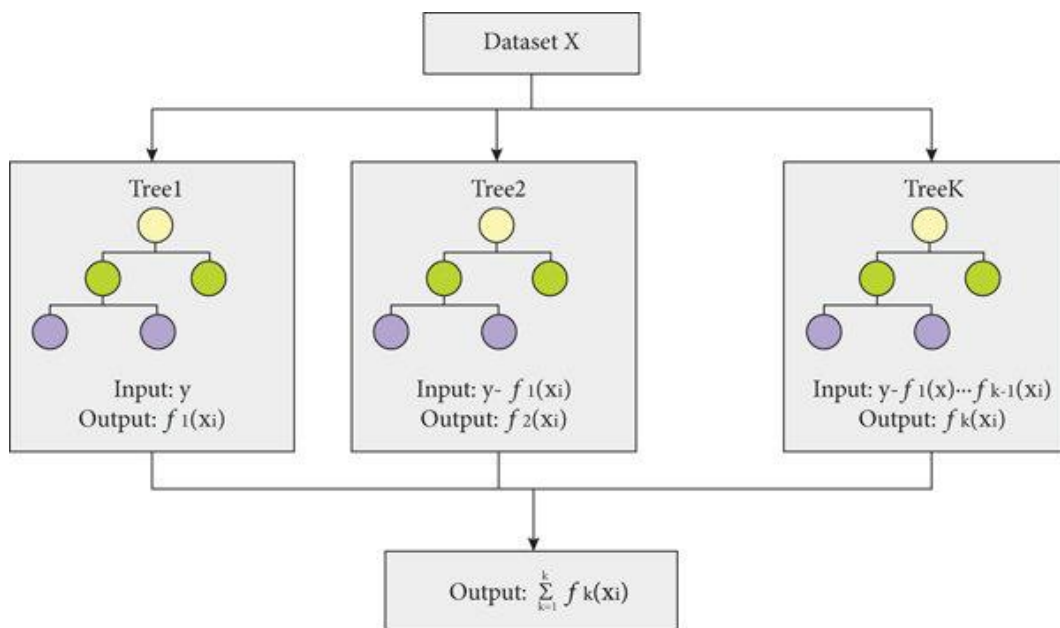 Dataset X
Tree1
Input: y
Output: f 1(xi)
Tree2
Input: y- f 1(xi)
Output: f 2(xi)
TreeK
Input: y-f 1(x)···f k-1(xi)
Output: f k(xi)
Output: k Σ k=1 f k(xi)